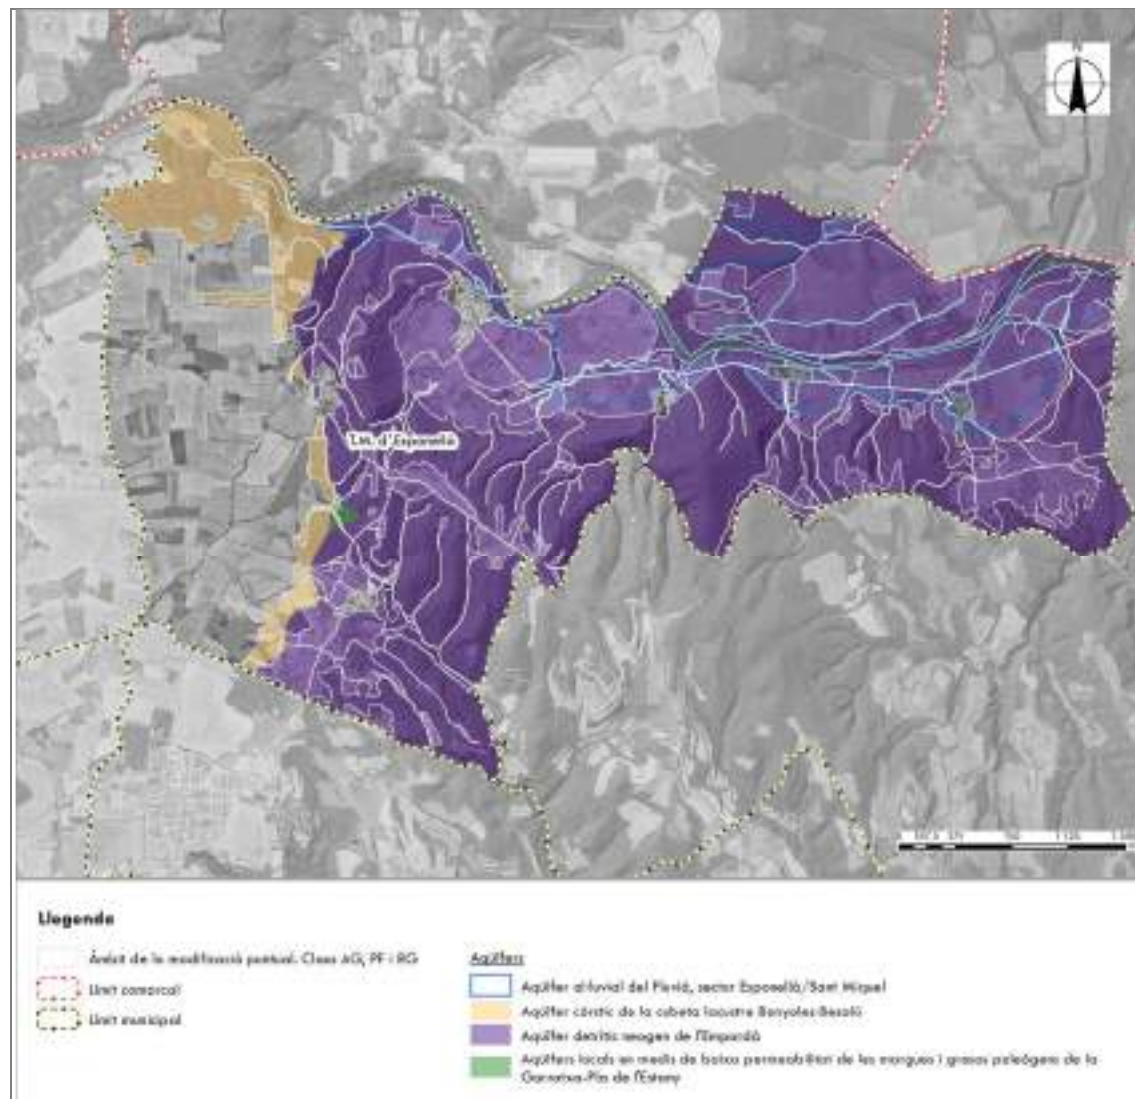 N
T.M. d'Esponellà
Llegenda
Àmbit de la modificació puntual. Claus AG, PF i RG
Límit comarcal
Límit municipal
Aqüífers
Aqüífer al·luvial del Fluvià, sector Esponellà/Sant Miquel
Aqüífer càrstic de la cubeta lacustre Banyoles-Besalú
Aqüífer detrític neogen de l'Empordà
Aqüífers locals en medis de baixa permeabilitat de les margues i gresos paleògens de la
Garrotxa-Pla de l'Estany